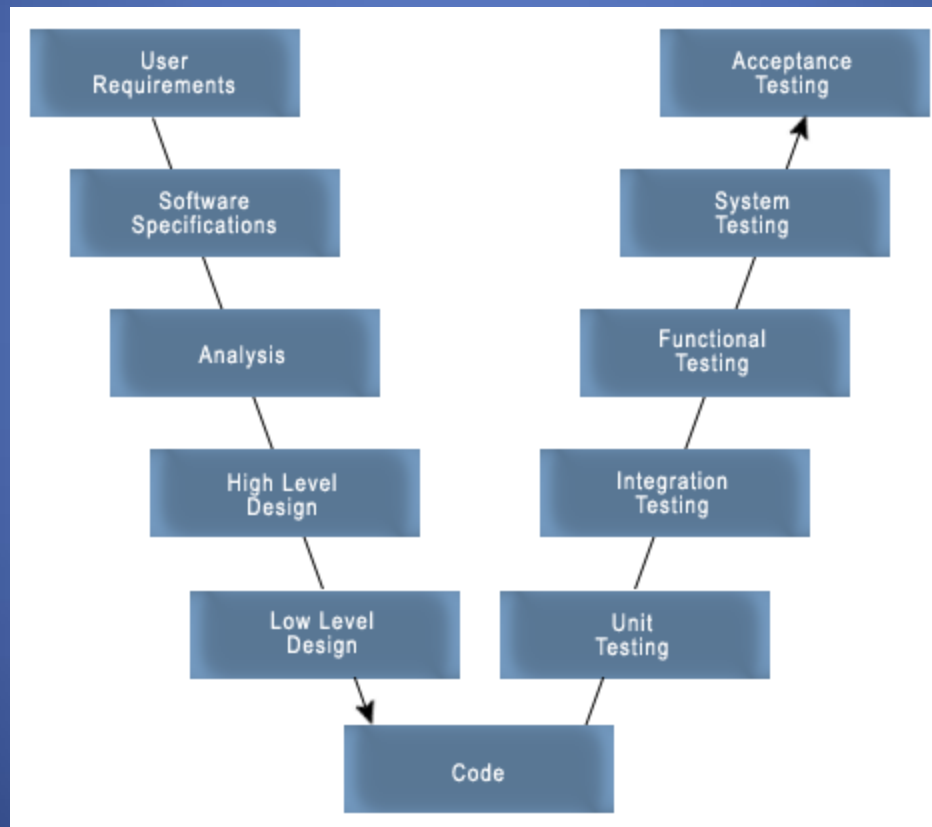 User
Requirements
Acceptance
Testing
Software
Specifications
System
Testing
Analysis
Functional
Testing
High Level
Design
Integration
Testing
Low Level
Design
Unit
Testing
Code